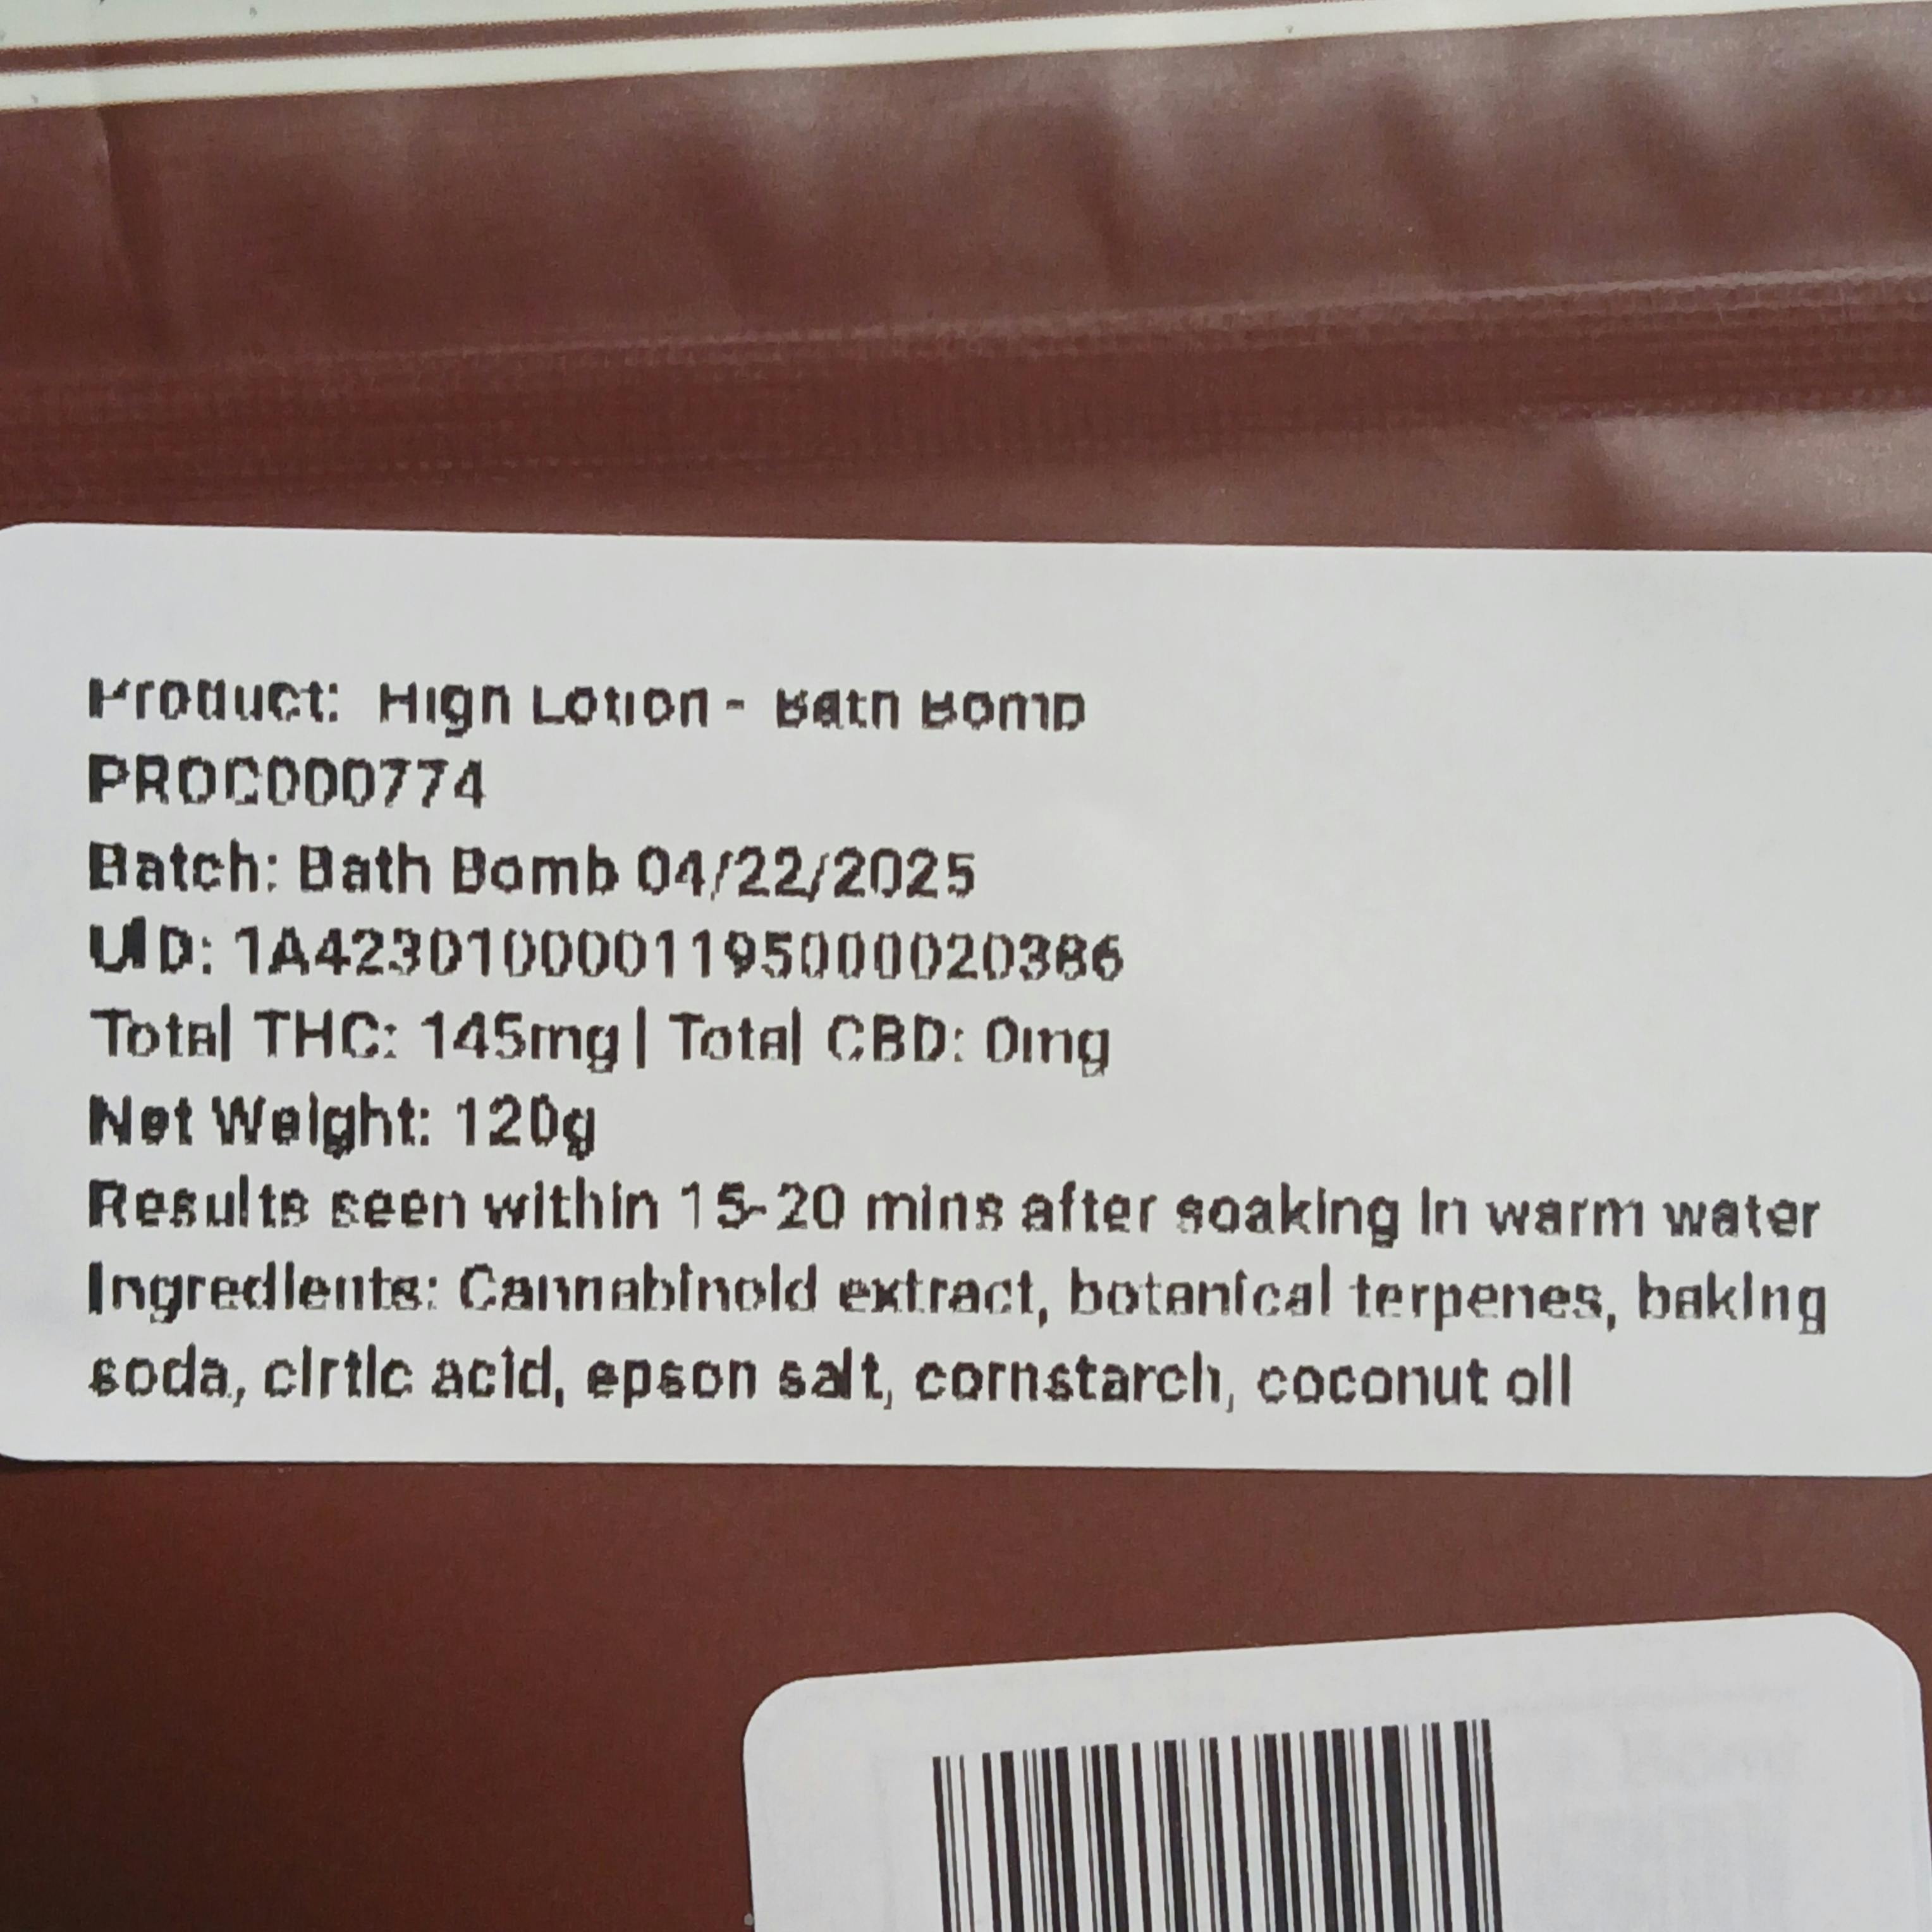 Product: High Lotion - Bath Bomb
PROC000774
Batch: Bath Bomb 04/22/2025
UID: 1A4230100001195000020386
Total THC: 145mg | Total CBD: 0mg
Net Weight: 120g
Results seen within 15-20 mins after soaking in warm water
Ingredients: Cannabinoid extract, botanical terpenes, baking
soda, cirtic acid, epson salt, cornstarch, coconut oil